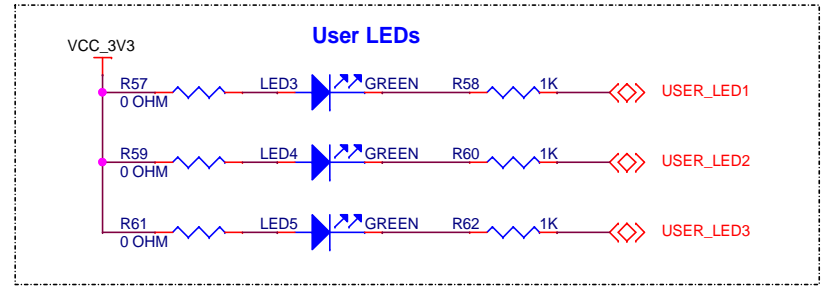 User LEDs
VCC_3V3
R57 LED3 GREEN R58 1K USER_LED1
0 OHM
R59 LED4 GREEN R60 1K USER_LED2
0 OHM
R61 LED5 GREEN R62 1K USER_LED3
0 OHM